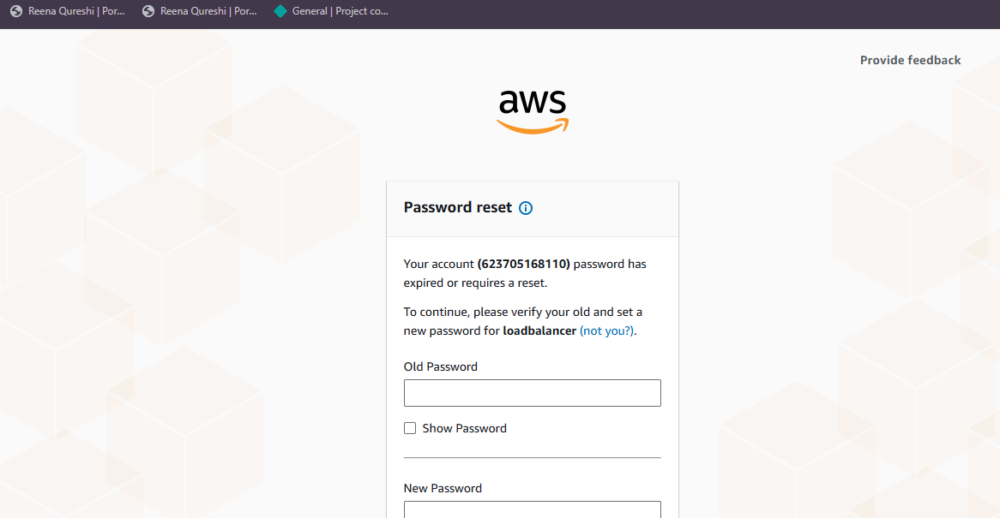 Reena Qureshi | Por... Reena Qureshi | Por... General | Project co...
Provide feedback
aws
Password reset
Your account (623705168110) password has
expired or requires a reset.
To continue, please verify your old and set a
new password for loadbalancer (not you?).
Old Password
Show Password
New Password